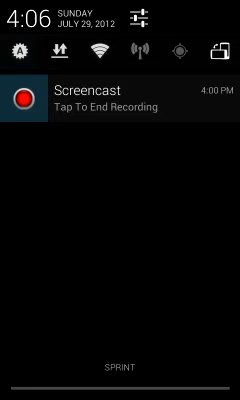 4:06 SUNDAY
JULY 29, 2012
Screencast 4:00 PM
Tap To End Recording
SPRINT